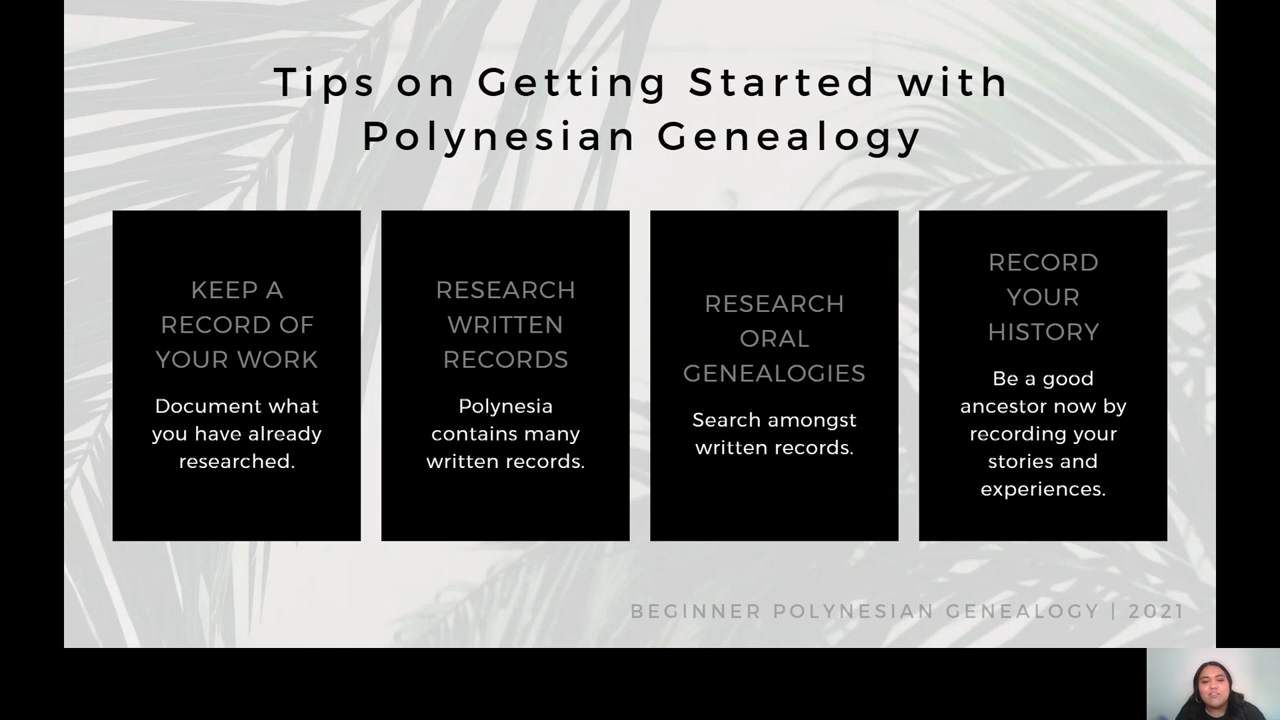 Tips on Getting Started with
Polynesian Genealogy
KEEP A
RECORD OF
YOUR WORK
Document what
you have already
researched.
RESEARCH
WRITTEN
RECORDS
Polynesia
contains many
written records.
RESEARCH
ORAL
GENEALOGIES
Search amongst
written records.
RECORD
YOUR
HISTORY
Be a good
ancestor now by
recording your
stories and
experiences.
BEGINNER POLYNESIAN GENEALOGY | 2021